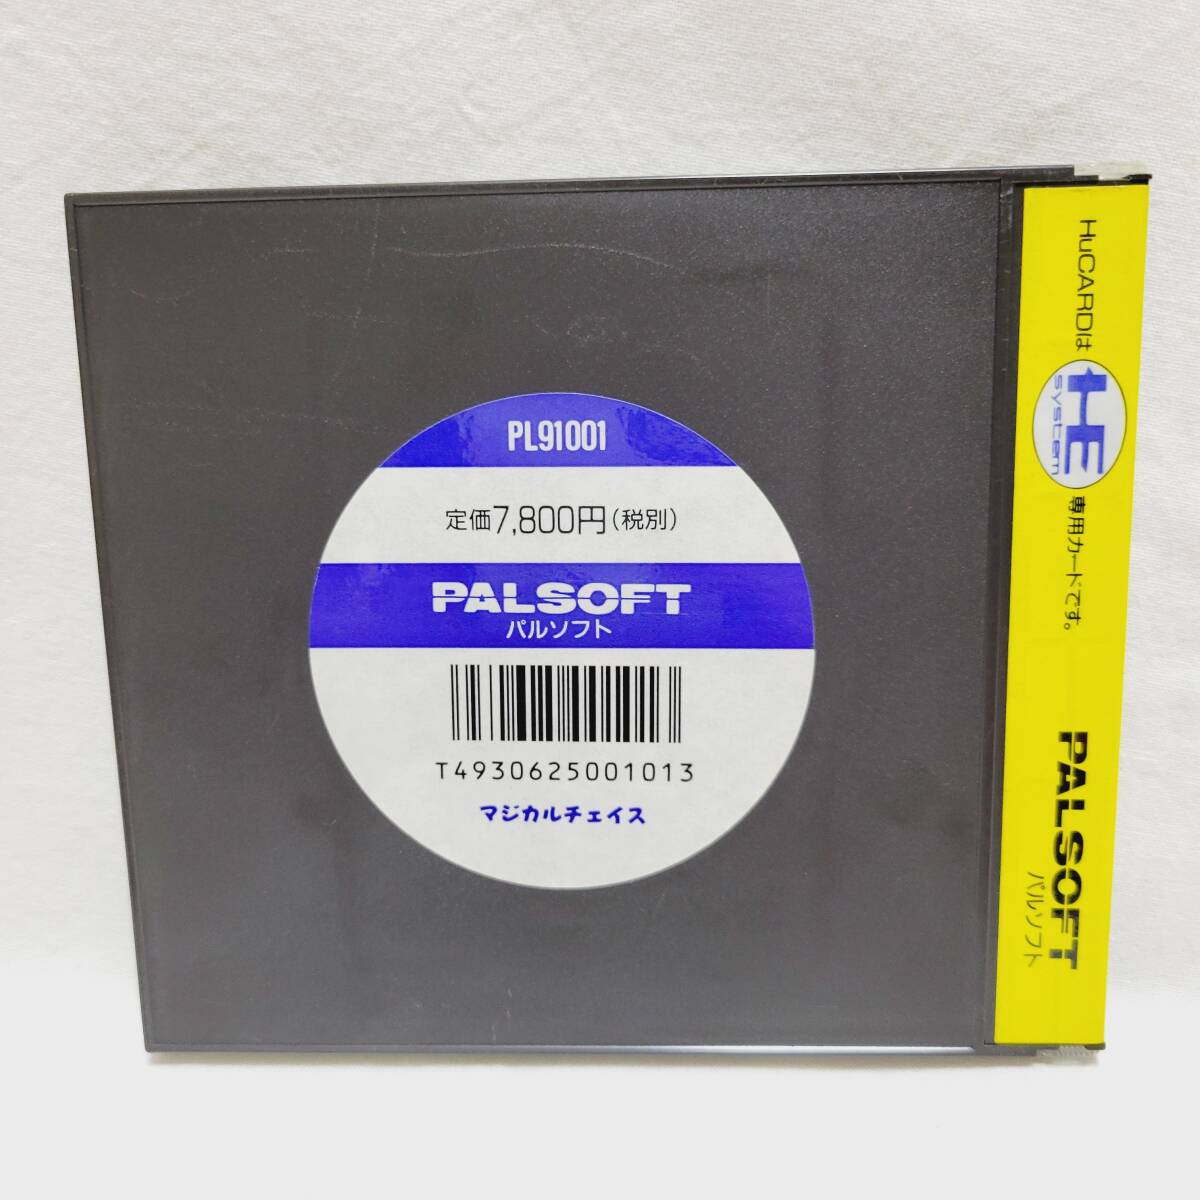 PL91001
定価7,800円(税別)
PALSOFT
パルソフト
T4930625001013
マジカルチェイス
HuCARDは HE system 専用カードです。
PALSOFT
パルソフト